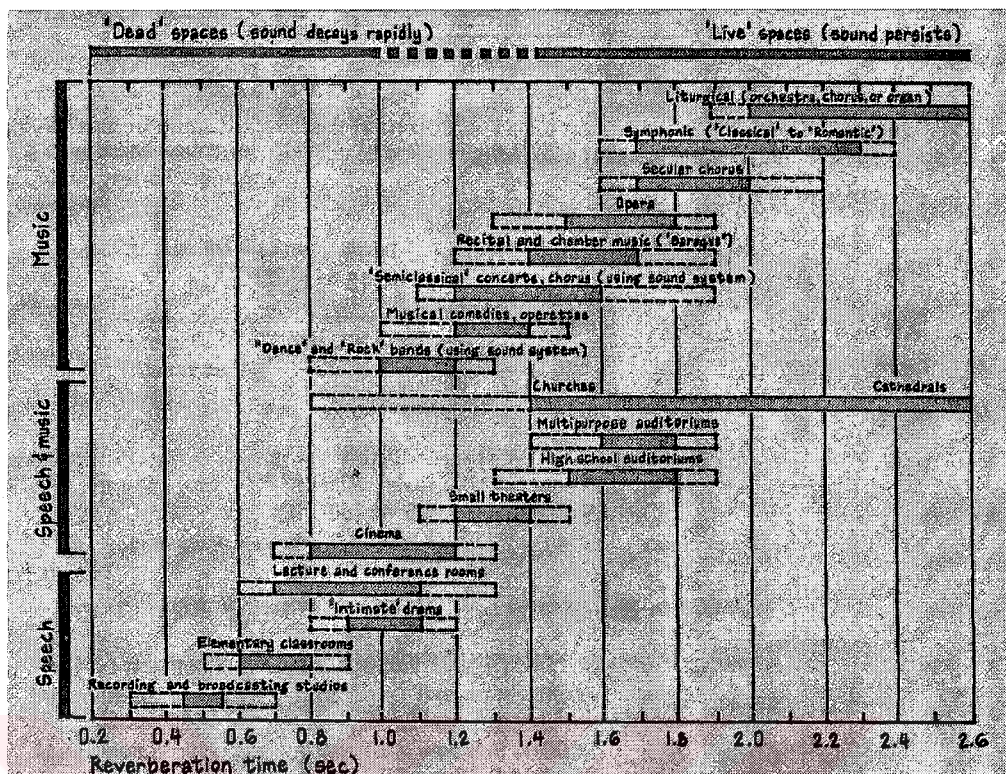 'Dead' spaces (sound decays rapidly)
'Live' spaces (sound persists)
Liturgical (orchestra, chorus, or organ)
Symphonic ('Classical' to 'Romantic')
Secular chorus
Opera
Recital and chamber music ('Baroque')
'Semiclassical' concerts, chorus (using sound system)
Musical comedies, operettas
'Dance' and 'Rock' bands (using sound system)
Churches Cathedrals
Multipurpose auditoriums
High school auditoriums
Small theaters
Cinema
Lecture and conference rooms
'Intimate' drama
Elementary classrooms
Recording and broadcasting studios
Music
Speech & music
Speech
0.2 0.4 0.6 0.8 1.0 1.2 1.4 1.6 1.8 2.0 2.2 2.4 2.6
Reverberation time (sec)